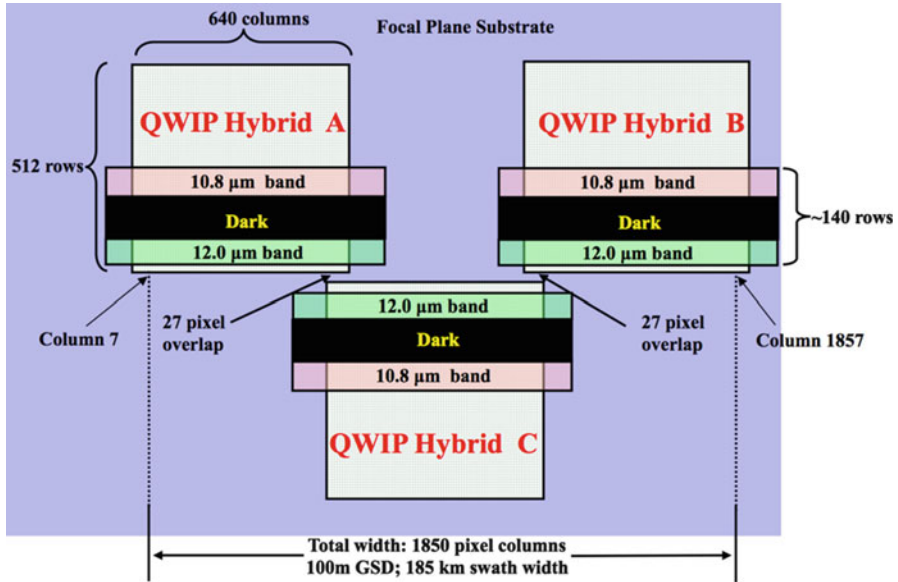 640 columns
Focal Plane Substrate
QWIP Hybrid A
QWIP Hybrid B
512 rows
10.8 µm band
10.8 µm band
Dark
Dark
~140 rows
12.0 µm band
12.0 µm band
Column 7
27 pixel
overlap
12.0 µm band
27 pixel
overlap
Column 1857
Dark
10.8 µm band
QWIP Hybrid C
Total width: 1850 pixel columns
100m GSD; 185 km swath width